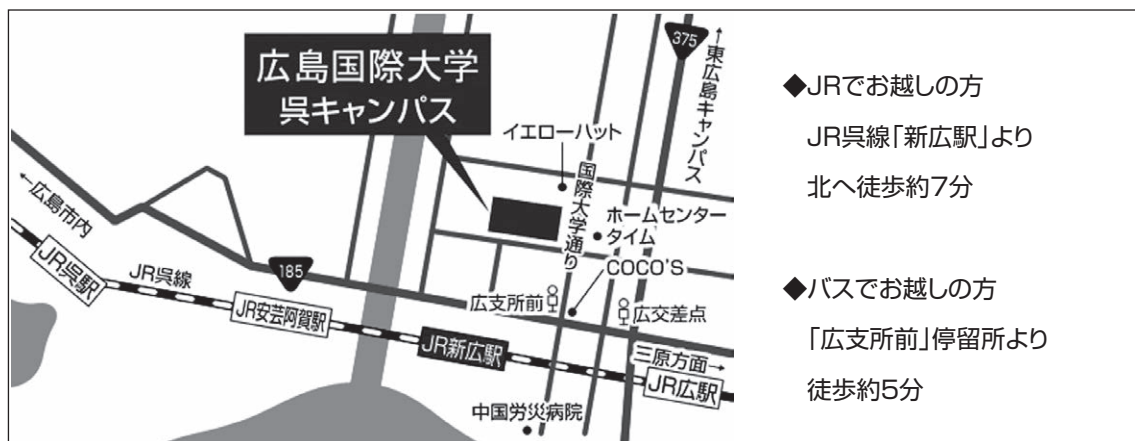 広島国際大学
呉キャンパス
375
↑東広島キャンパス
イエローハット
国際大学通り
ホームセンター
タイム
COCO'S
←広島市内
185
広支所前
広交差点
JR呉駅
JR呉線
JR安芸阿賀駅
JR新広駅
三原方面→
JR広駅
中国労災病院
◆JRでお越しの方
JR呉線「新広駅」より
北へ徒歩約7分
◆バスでお越しの方
「広支所前」停留所より
徒歩約5分